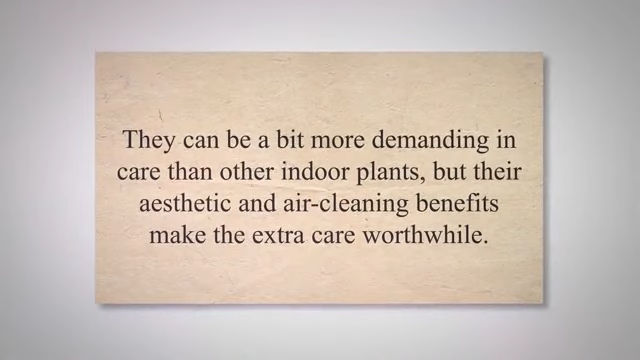 They can be a bit more demanding in
care than other indoor plants, but their
aesthetic and air-cleaning benefits
make the extra care worthwhile.